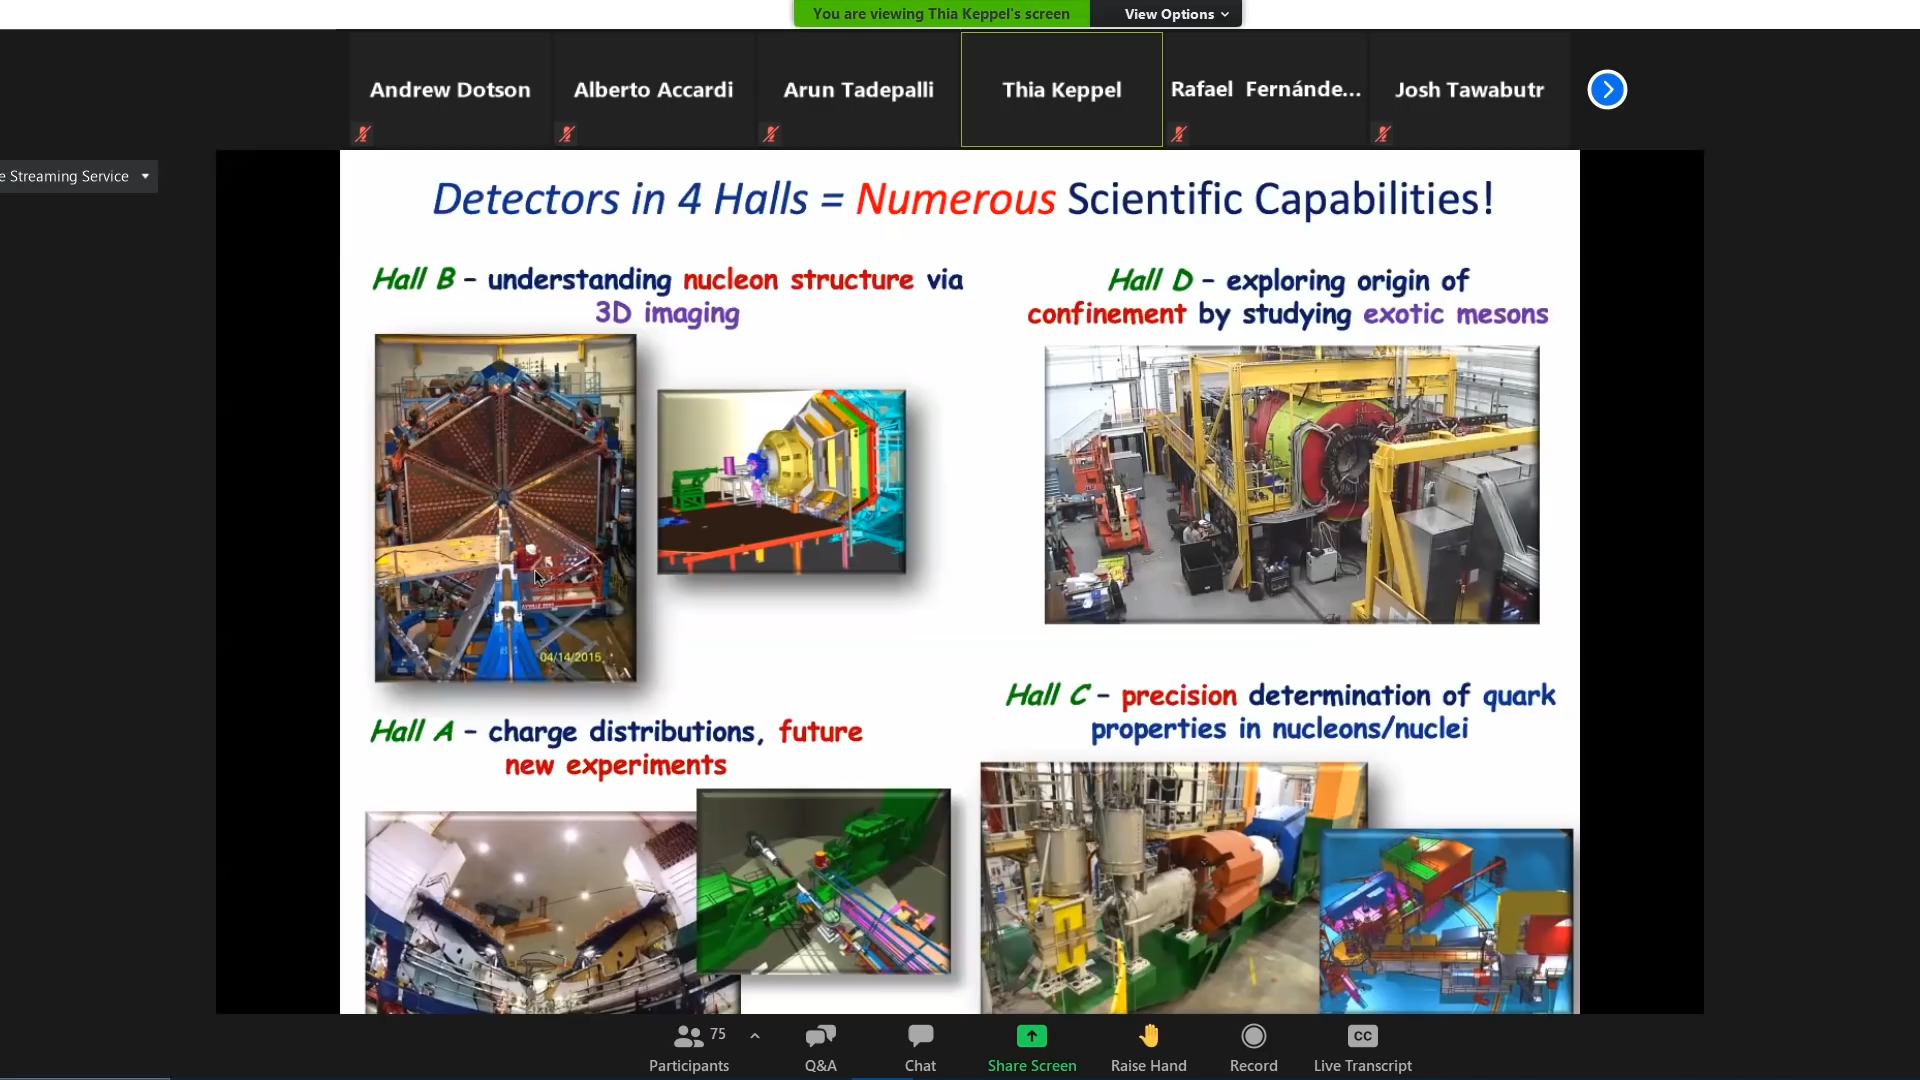 You are viewing Thia Keppel's screen
View Options
Andrew Dotson
Alberto Accardi
Arun Tadepalli
Thia Keppel
Rafael Fernánde...
Josh Tawabutr
e Streaming Service
Detectors in 4 Halls = Numerous Scientific Capabilities!
Hall B – understanding nucleon structure via
3D imaging
Hall D – exploring origin of
confinement by studying exotic mesons
04/14/2015
Hall A – charge distributions, future
new experiments
Hall C – precision determination of quark
properties in nucleons/nuclei
75
Participants
Q&A
Chat
Share Screen
Raise Hand
Record
CC
Live Transcript